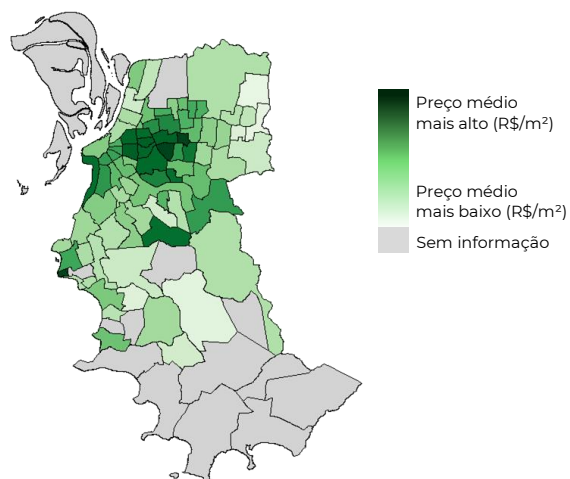 Preço médio
mais alto (R$/m²)
Preço médio
mais baixo (R$/m²)
Sem informação